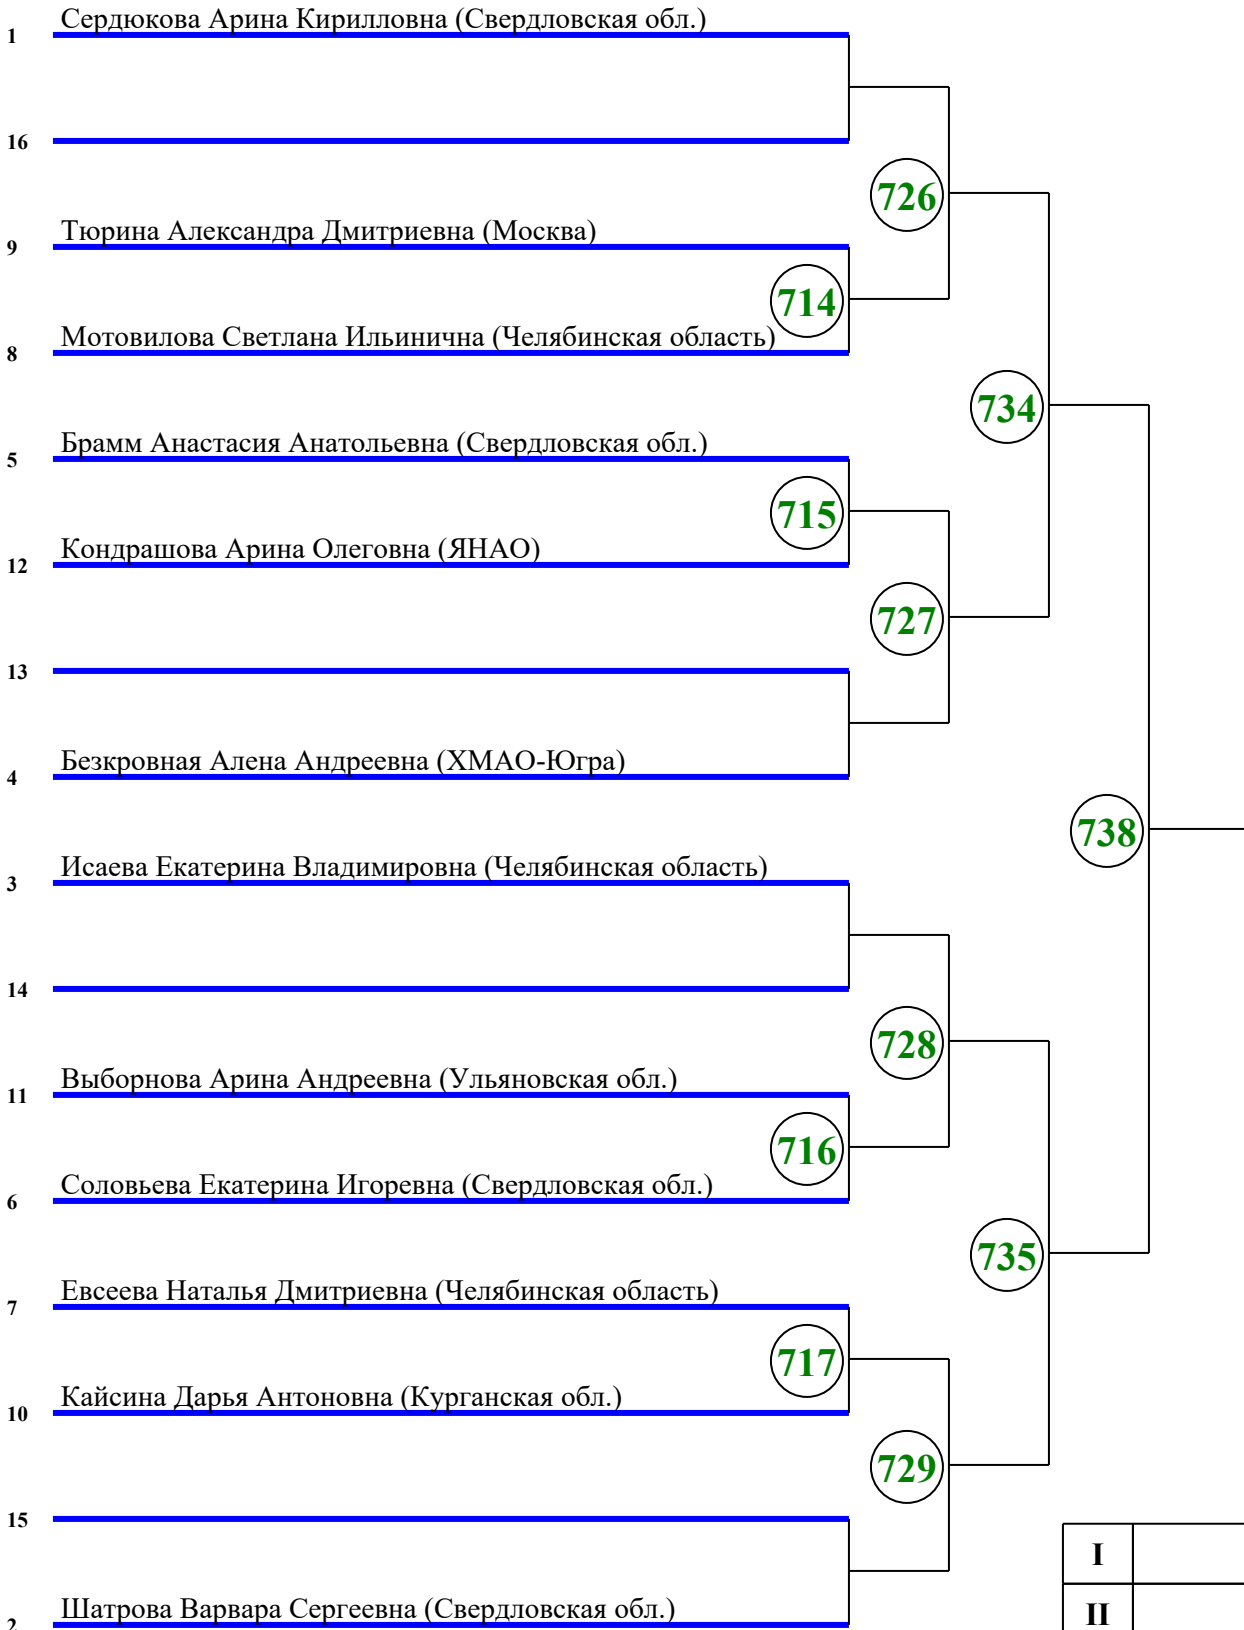 1 Сердюкова Арина Кирилловна (Свердловская обл.)
16
726
9 Тюрина Александра Дмитриевна (Москва)
714
8 Мотовилова Светлана Ильинична (Челябинская область)
734
5 Брамм Анастасия Анатольевна (Свердловская обл.)
715
12 Кондрашова Арина Олеговна (ЯНАО)
727
13
4 Безкровная Алена Андреевна (ХМАО-Югра)
738
3 Исаева Екатерина Владимировна (Челябинская область)
14
728
11 Выборнова Арина Андреевна (Ульяновская обл.)
716
6 Соловьева Екатерина Игоревна (Свердловская обл.)
735
7 Евсеева Наталья Дмитриевна (Челябинская область)
717
10 Кайсина Дарья Антоновна (Курганская обл.)
729
15
I
2 Шатрова Варвара Сергеевна (Свердловская обл.)
II